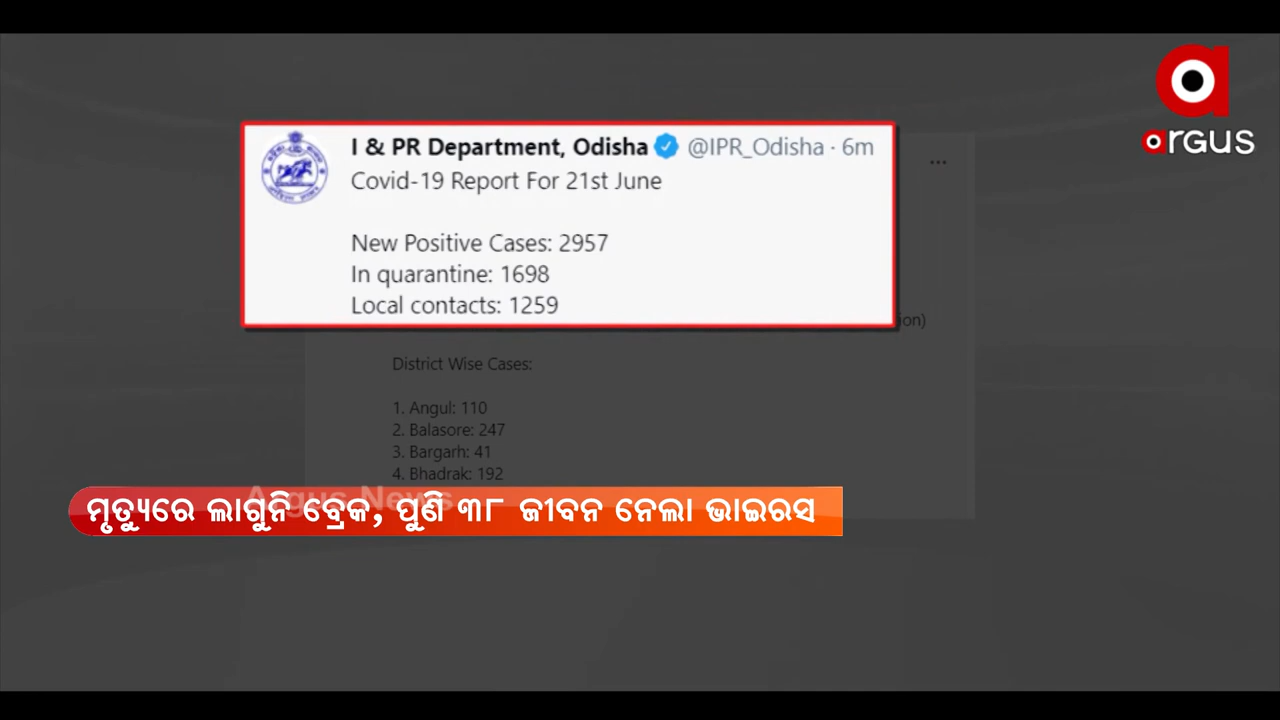 argus
I & PR Department, Odisha @IPR_Odisha · 6m
Covid-19 Report For 21st June
New Positive Cases: 2957
In quarantine: 1698
Local contacts: 1259
District Wise Cases:
1. Angul: 110
2. Balasore: 247
3. Bargarh: 41
4. Bhadrak: 192
Argus News
ମୃତ୍ୟୁରେ ଲାଗୁନି ବ୍ରେକ, ପୁଣି ୩୮ ଜୀବନ ନେଲା ଭାଇରସ